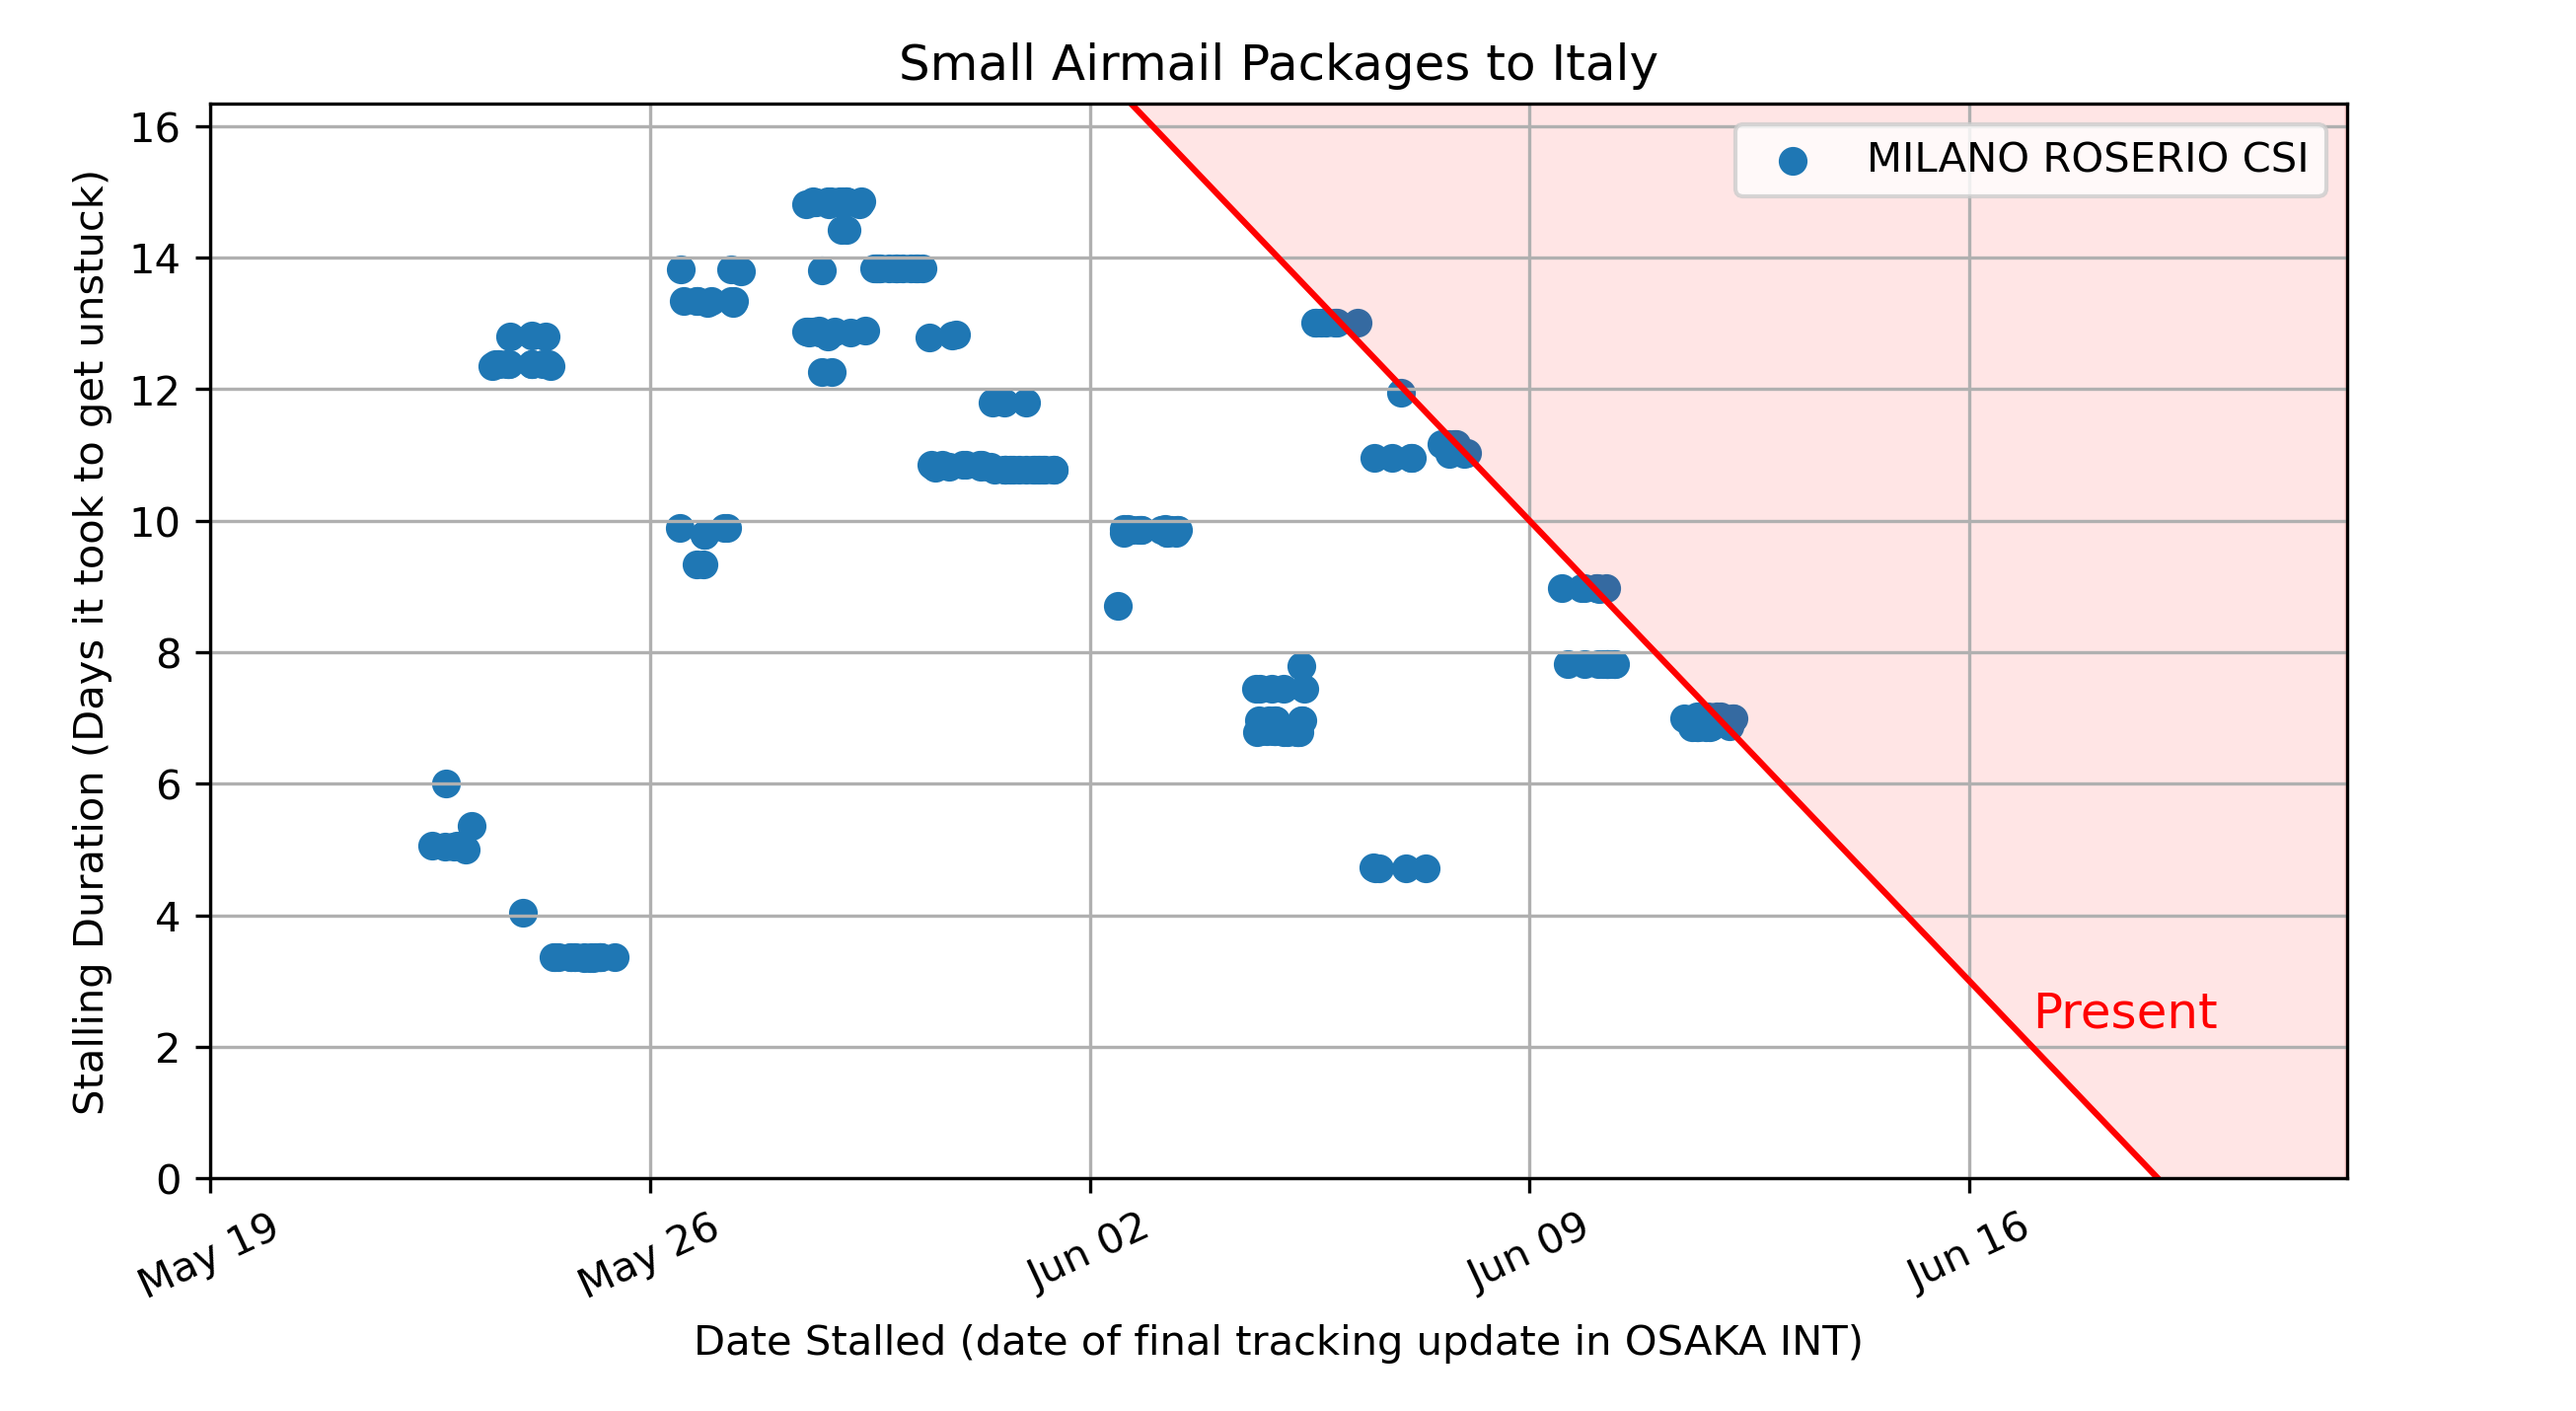 Small Airmail Packages to Italy
MILANO ROSERIO CSI
Stalling Duration (Days it took to get unstuck)
16
14
12
10
8
6
4
2
0
Present
May 19
May 26
Jun 02
Jun 09
Jun 16
Date Stalled (date of final tracking update in OSAKA INT)